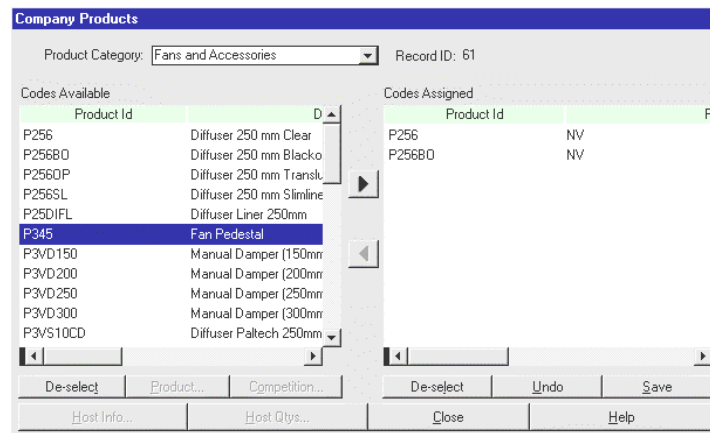 Company Products
Product Category: Fans and Accessories Record ID: 61
Codes Available
Product Id D
P256 Diffuser 250 mm Clear
P256BO Diffuser 250 mm Blacko
P256OP Diffuser 250 mm Translu
P256SL Diffuser 250 mm Slimline
P25DIFL Diffuser Liner 250mm
P345 Fan Pedestal
P3VD150 Manual Damper (150mm
P3VD200 Manual Damper (200mm
P3VD250 Manual Damper (250mm
P3VD300 Manual Damper (300mm
P3VS10CD Diffuser Paltech 250mm
De-select Product... Competition...
Codes Assigned
Product Id F
P256 NV
P256BO NV
De-select Undo Save
Host Info... Host Qtys... Close Help